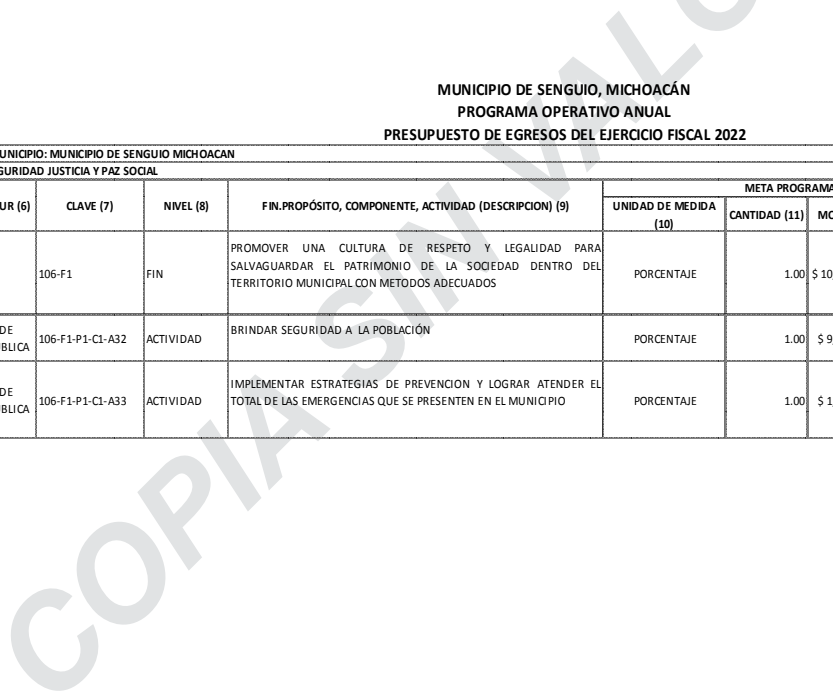 MUNICIPIO DE SENGUIO, MICHOACÁN
PROGRAMA OPERATIVO ANUAL
PRESUPUESTO DE EGRESOS DEL EJERCICIO FISCAL 2022
UNICIPIO: MUNICIPIO DE SENGUIO MICHOACAN
GURIDAD JUSTICIA Y PAZ SOCIAL
META PROGRAMA
UR (6) CLAVE (7) NIVEL (8) FIN.PROPÓSITO, COMPONENTE, ACTIVIDAD (DESCRIPCION) (9) UNIDAD DE MEDIDA (10) CANTIDAD (11) MO
106-F1 FIN PROMOVER UNA CULTURA DE RESPETO Y LEGALIDAD PARA
SALVAGUARDAR EL PATRIMONIO DE LA SOCIEDAD DENTRO DEL
TERRITORIO MUNICIPAL CON METODOS ADECUADOS
PORCENTAJE 1.00 $ 10,
DE
BLICA 106-F1-P1-C1-A32 ACTIVIDAD BRINDAR SEGURIDAD A LA POBLACIÓN PORCENTAJE 1.00 $ 9,
DE
BLICA 106-F1-P1-C1-A33 ACTIVIDAD IMPLEMENTAR ESTRATEGIAS DE PREVENCION Y LOGRAR ATENDER EL
TOTAL DE LAS EMERGENCIAS QUE SE PRESENTEN EN EL MUNICIPIO
PORCENTAJE 1.00 $ 1,
COPIA SIN VALO